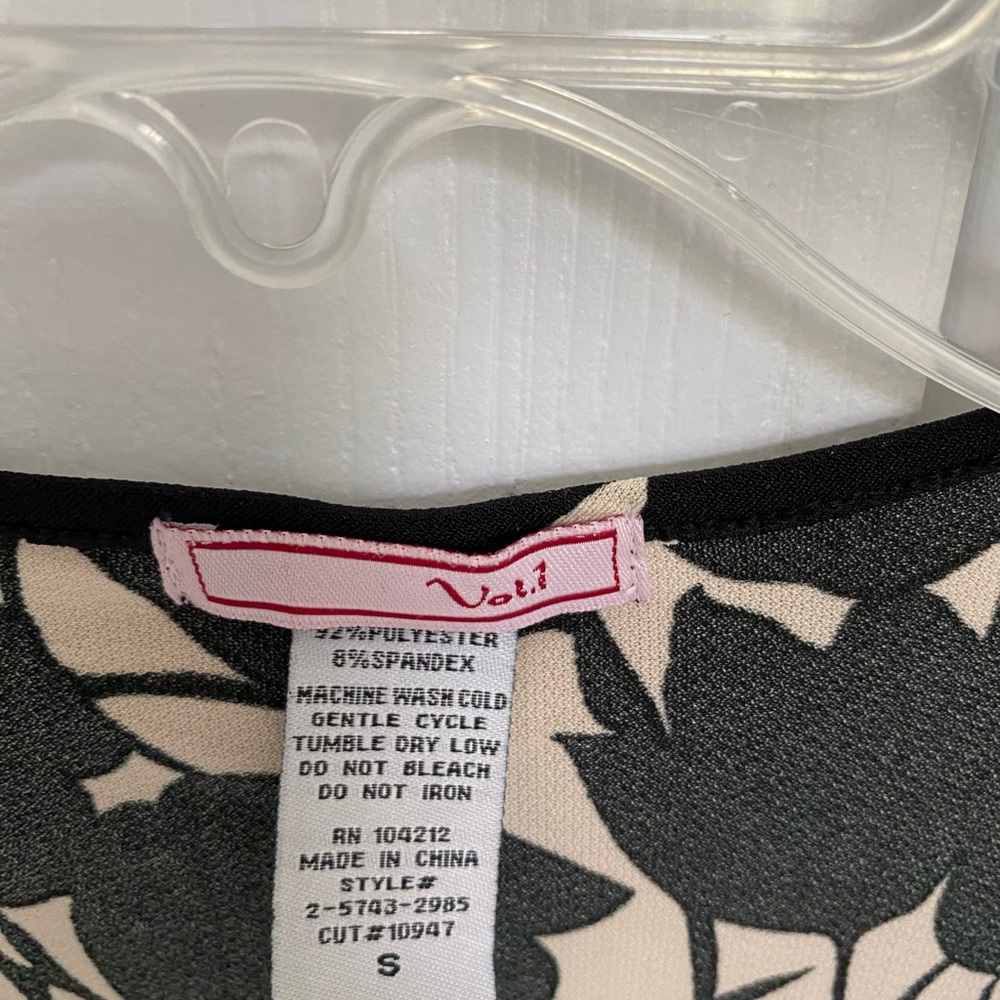 Vol.1
92%POLYESTER
8%SPANDEX
MACHINE WASH COLD
GENTLE CYCLE
TUMBLE DRY LOW
DO NOT BLEACH
DO NOT IRON
RN 104212
MADE IN CHINA
STYLE#
2-5743-2985
CUT#10947
S